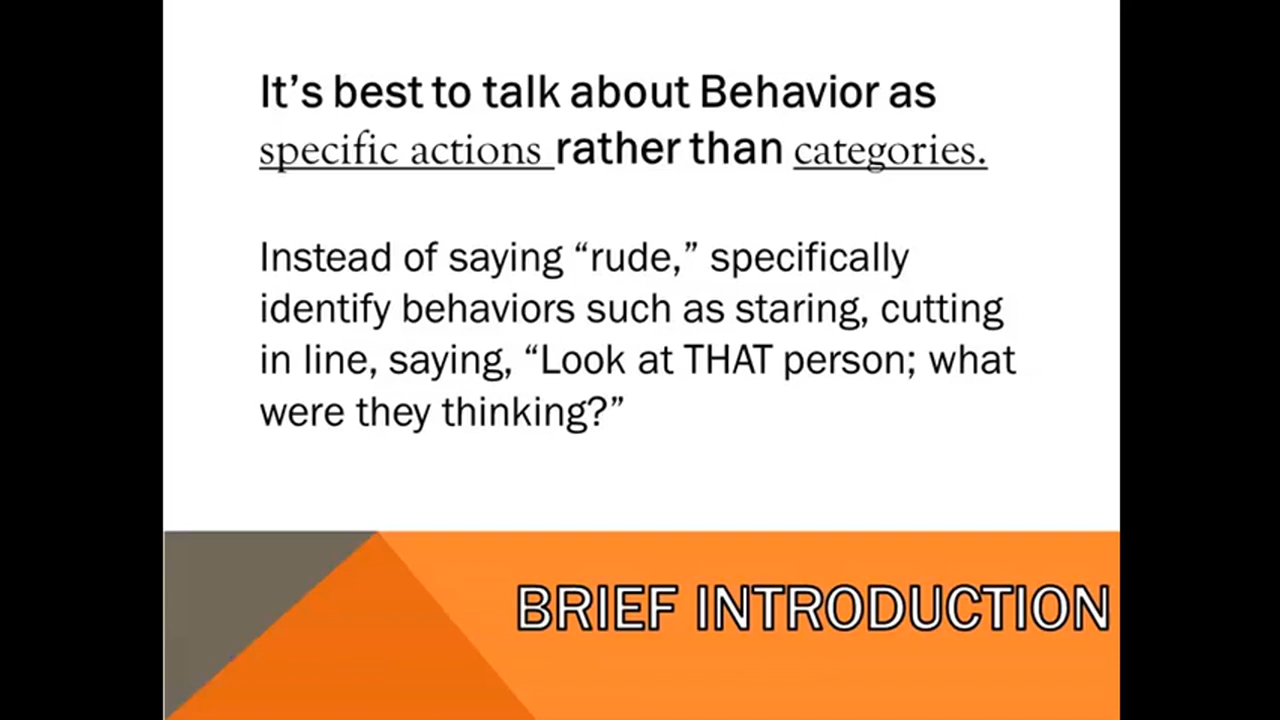 It’s best to talk about Behavior as
specific actions rather than categories.
Instead of saying “rude,” specifically
identify behaviors such as staring, cutting
in line, saying, “Look at THAT person; what
were they thinking?”
BRIEF INTRODUCTION